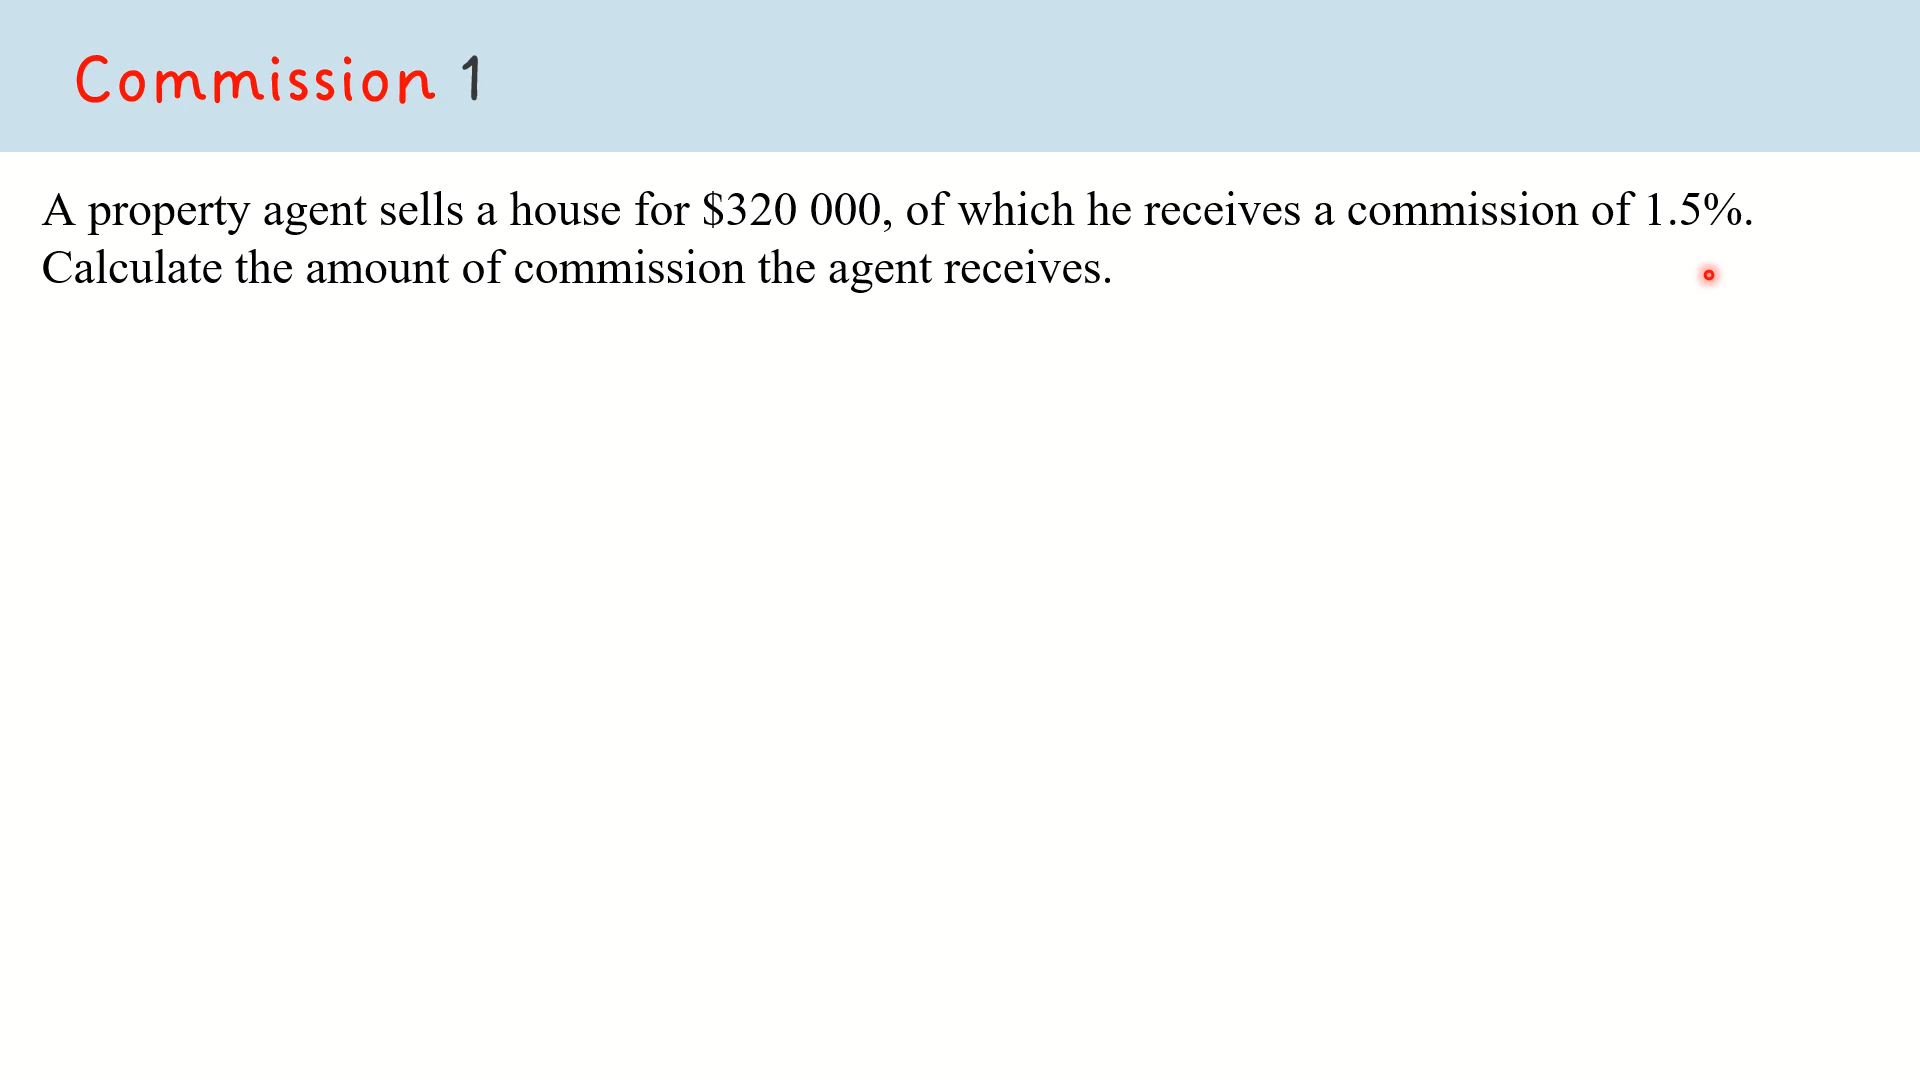 Commission 1
A property agent sells a house for $320 000, of which he receives a commission of 1.5%.
Calculate the amount of commission the agent receives.